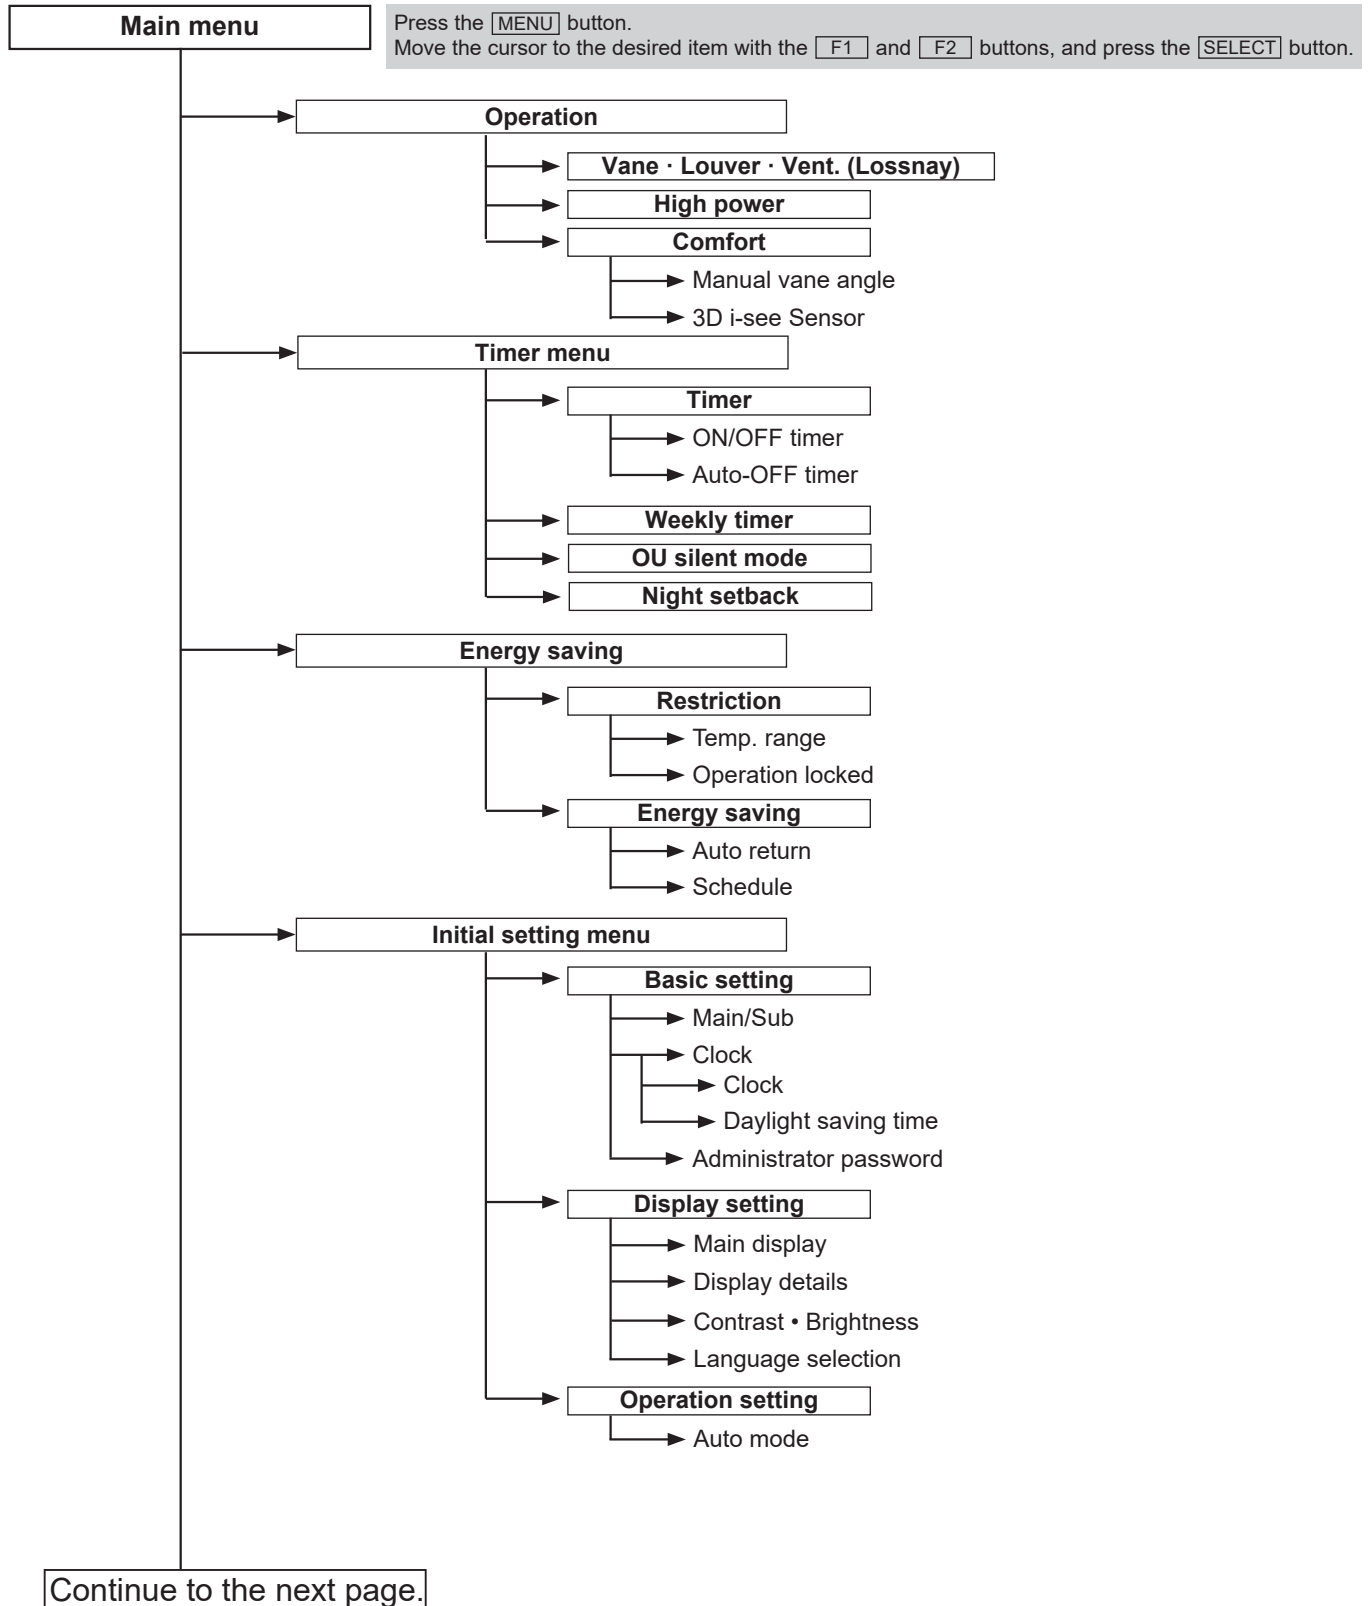 Main menu
Press the MENU button.
Move the cursor to the desired item with the F1 and F2 buttons, and press the SELECT button.
Operation
Vane · Louver · Vent. (Lossnay)
High power
Comfort
Manual vane angle
3D i-see Sensor
Timer menu
Timer
ON/OFF timer
Auto-OFF timer
Weekly timer
OU silent mode
Night setback
Energy saving
Restriction
Temp. range
Operation locked
Energy saving
Auto return
Schedule
Initial setting menu
Basic setting
Main/Sub
Clock
Clock
Daylight saving time
Administrator password
Display setting
Main display
Display details
Contrast • Brightness
Language selection
Operation setting
Auto mode
Continue to the next page.